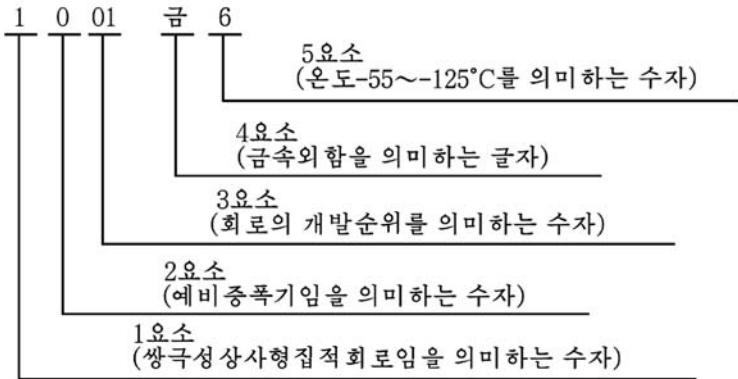 1 0 01 금 6
5요소
(온도-55~-125°C를 의미하는 수자)
4요소
(금속외함을 의미하는 글자)
3요소
(회로의 개발순위를 의미하는 수자)
2요소
(예비증폭기임을 의미하는 수자)
1요소
(쌍극성상사형집적회로임을 의미하는 수자)